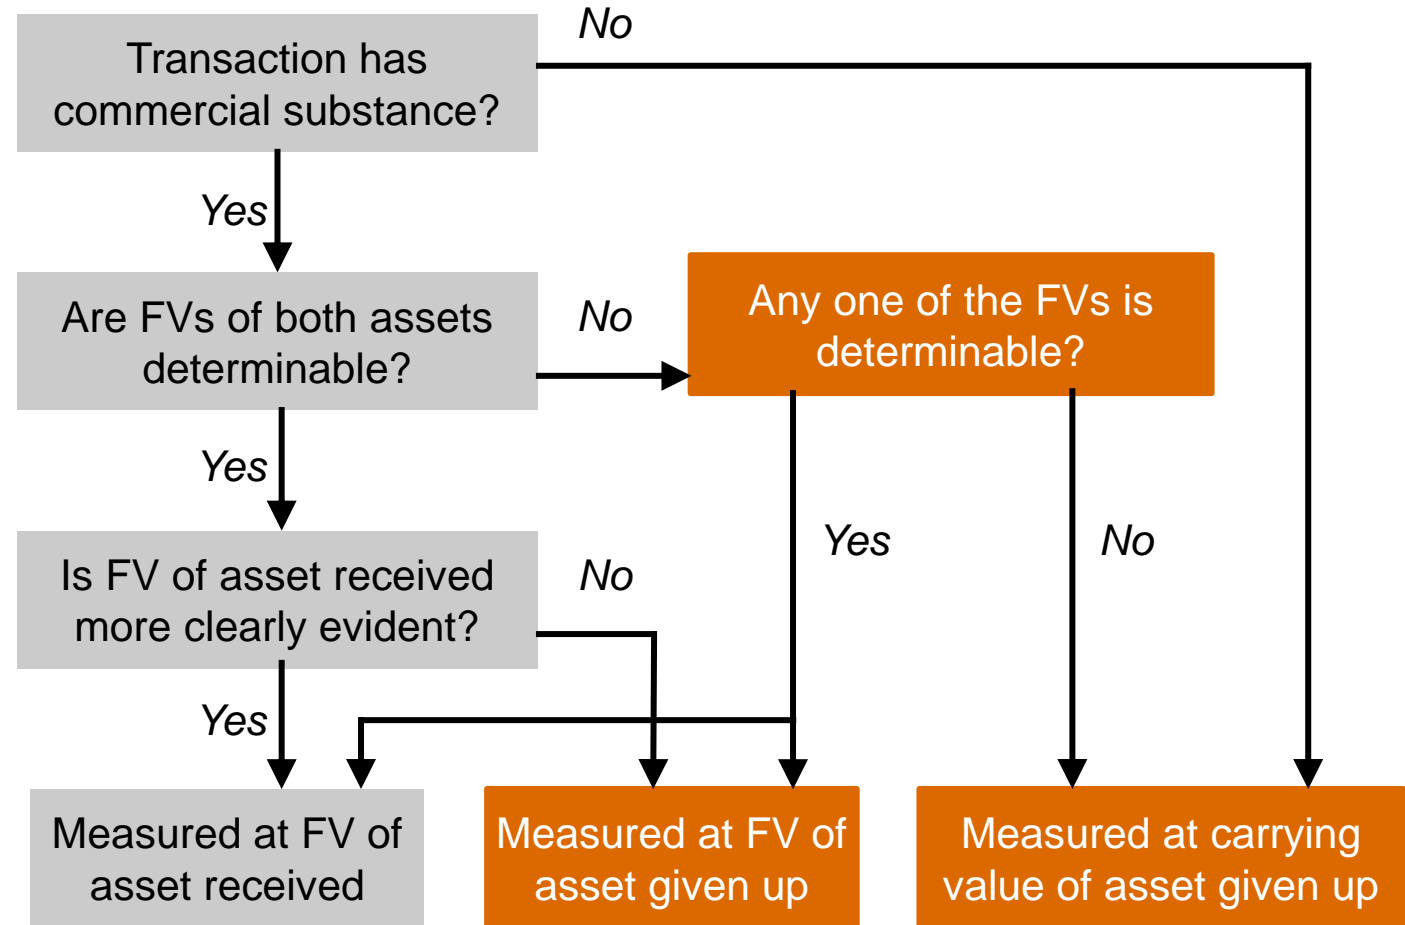 No
Transaction has
commercial substance?
Yes
Are FVs of both assets
determinable?
No
Any one of the FVs is
determinable?
Yes
Is FV of asset received
more clearly evident?
No
Yes
No
Yes
Measured at FV of
asset received
Measured at FV of
asset given up
Measured at carrying
value of asset given up